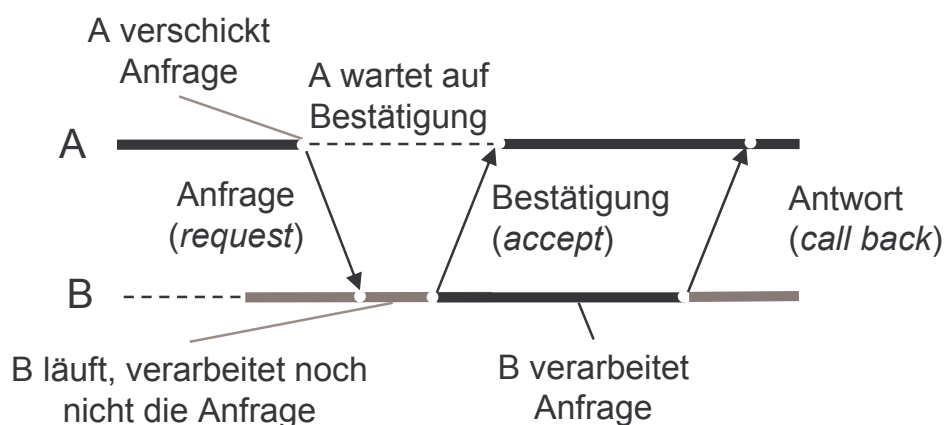 A verschickt
Anfrage
A wartet auf
Bestätigung
A
Anfrage
(request)
Bestätigung
(accept)
Antwort
(call back)
B
B läuft, verarbeitet noch
nicht die Anfrage
B verarbeitet
Anfrage